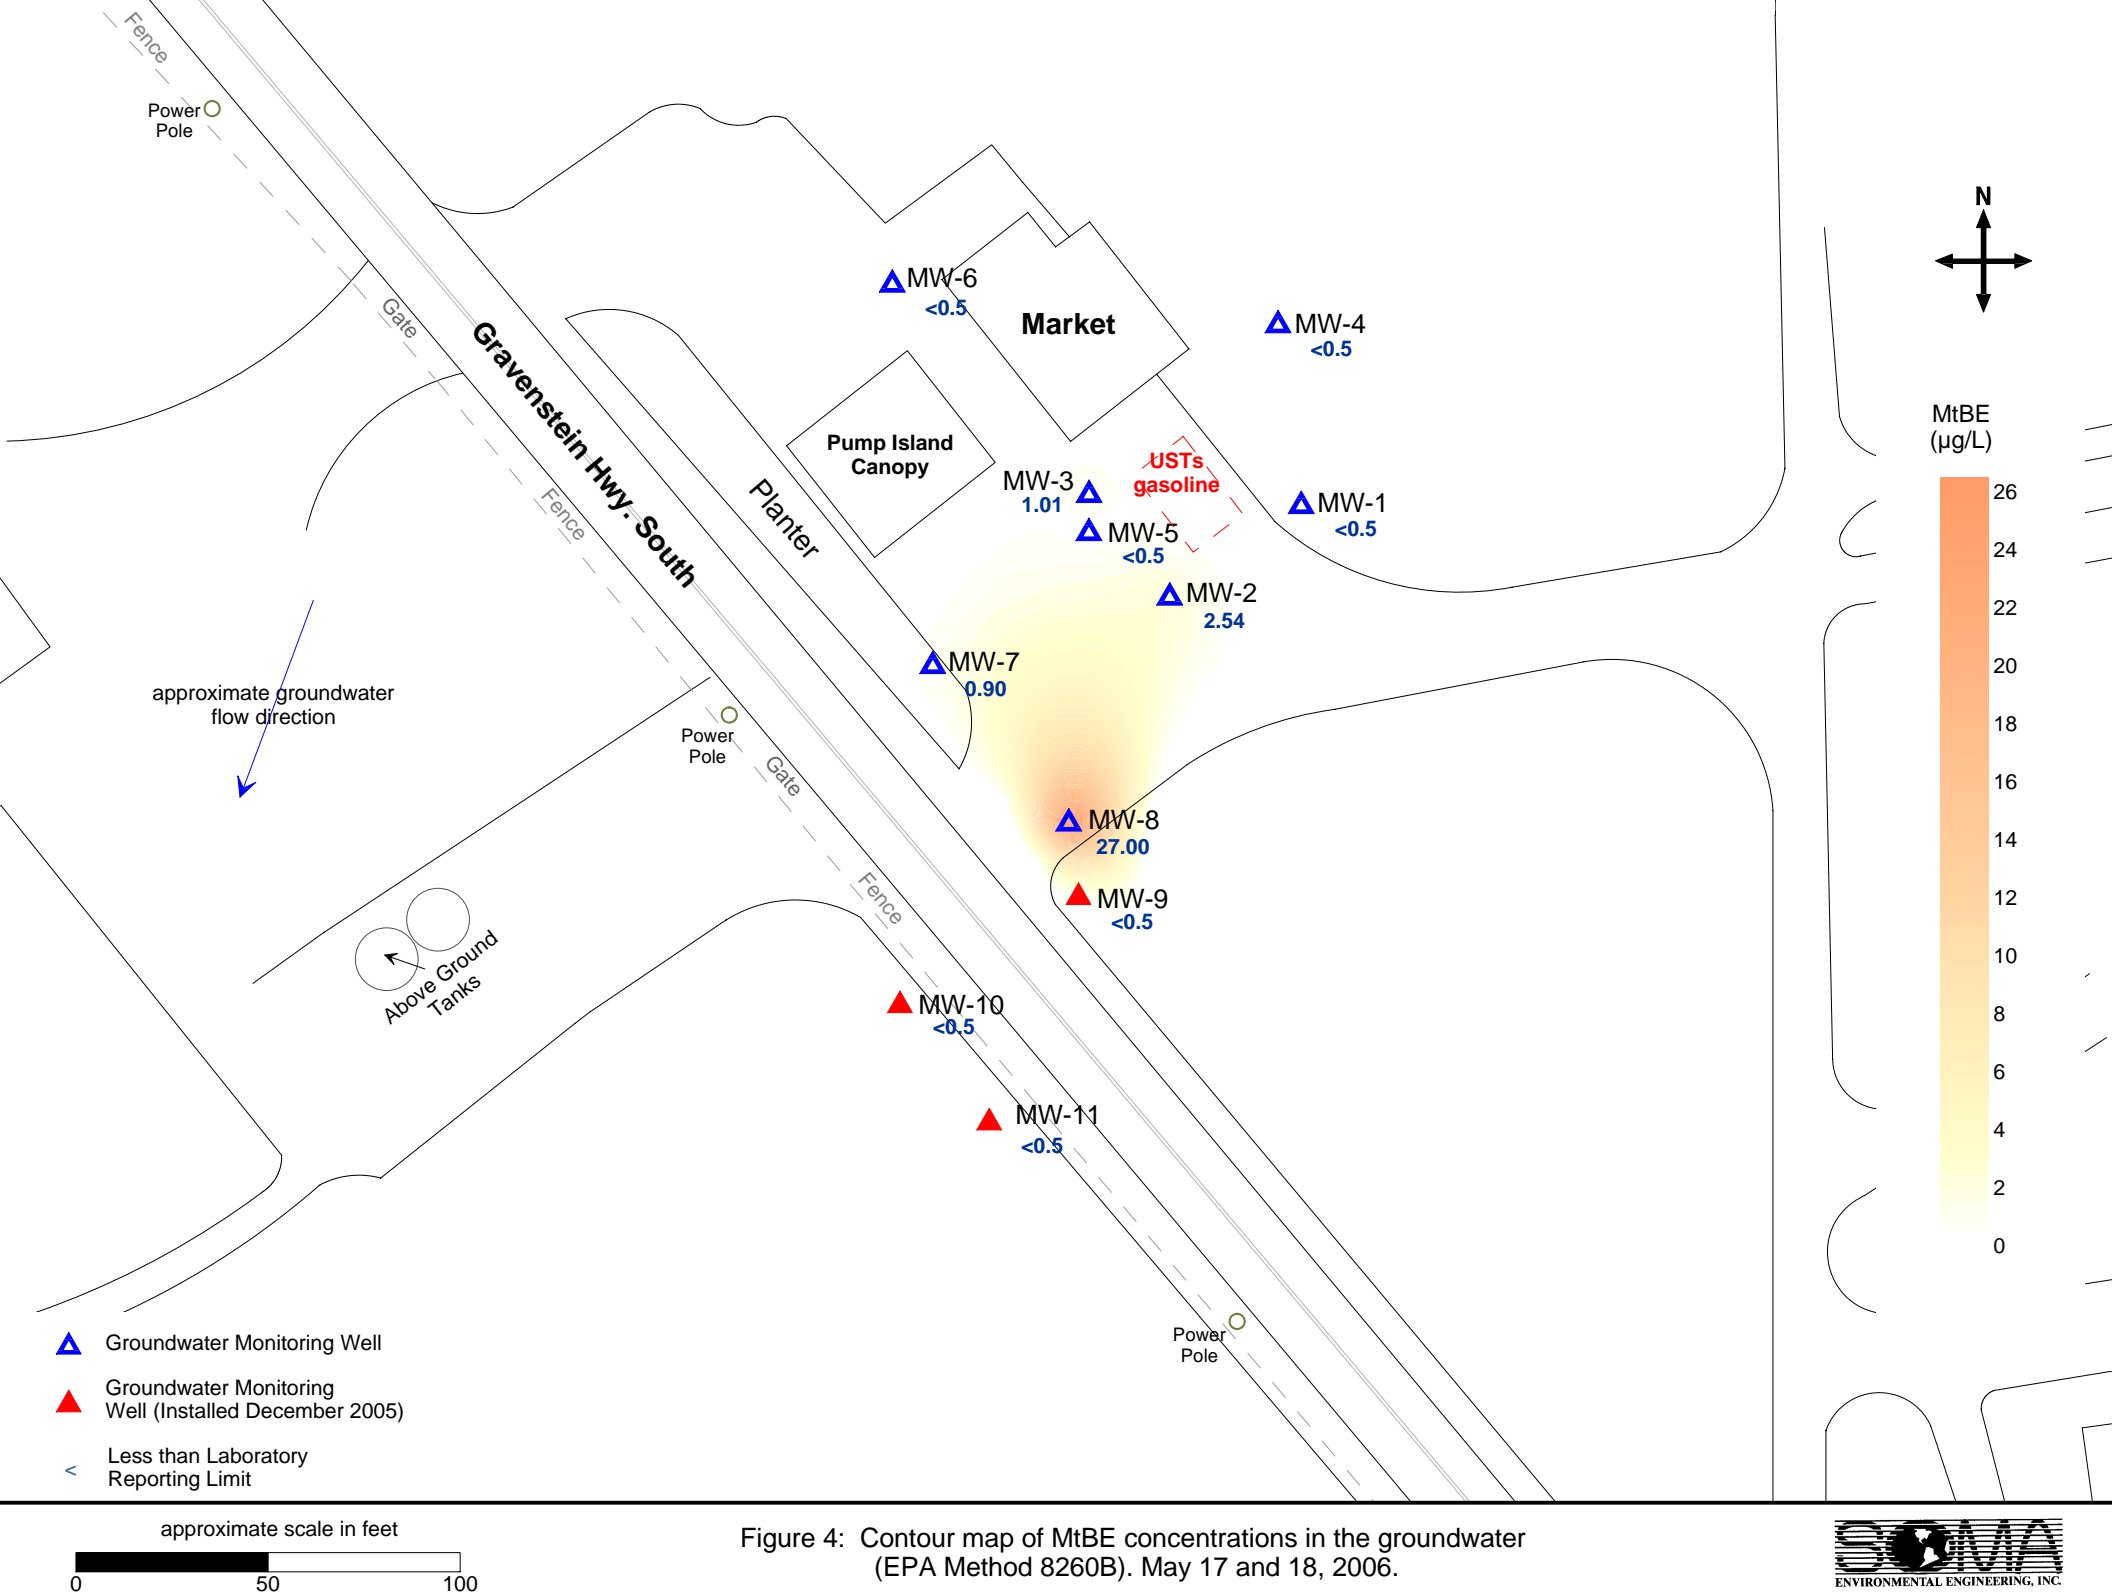 Fence
Power
Pole
N
MW-6
<0.5
Market
MW-4
<0.5
Gate
Gravenstein Hwy. South
MtBE
(µg/L)
Pump Island
Canopy
USTs
gasoline
MW-3
1.01
MW-1
<0.5
Planter
Fence
MW-5
<0.5
MW-2
2.54
26
24
22
20
18
16
14
12
10
8
6
4
2
0
MW-7
0.90
approximate groundwater
flow direction
Power
Pole
Gate
MW-8
27.00
Fence
MW-9
<0.5
Above Ground
Tanks
MW-10
<0.5
MW-11
<0.5
Power
Pole
Groundwater Monitoring Well
Groundwater Monitoring
Well (Installed December 2005)
< Less than Laboratory
Reporting Limit
approximate scale in feet
0 50 100
Figure 4: Contour map of MtBE concentrations in the groundwater
(EPA Method 8260B). May 17 and 18, 2006.
SOMA
ENVIRONMENTAL ENGINEERING, INC.